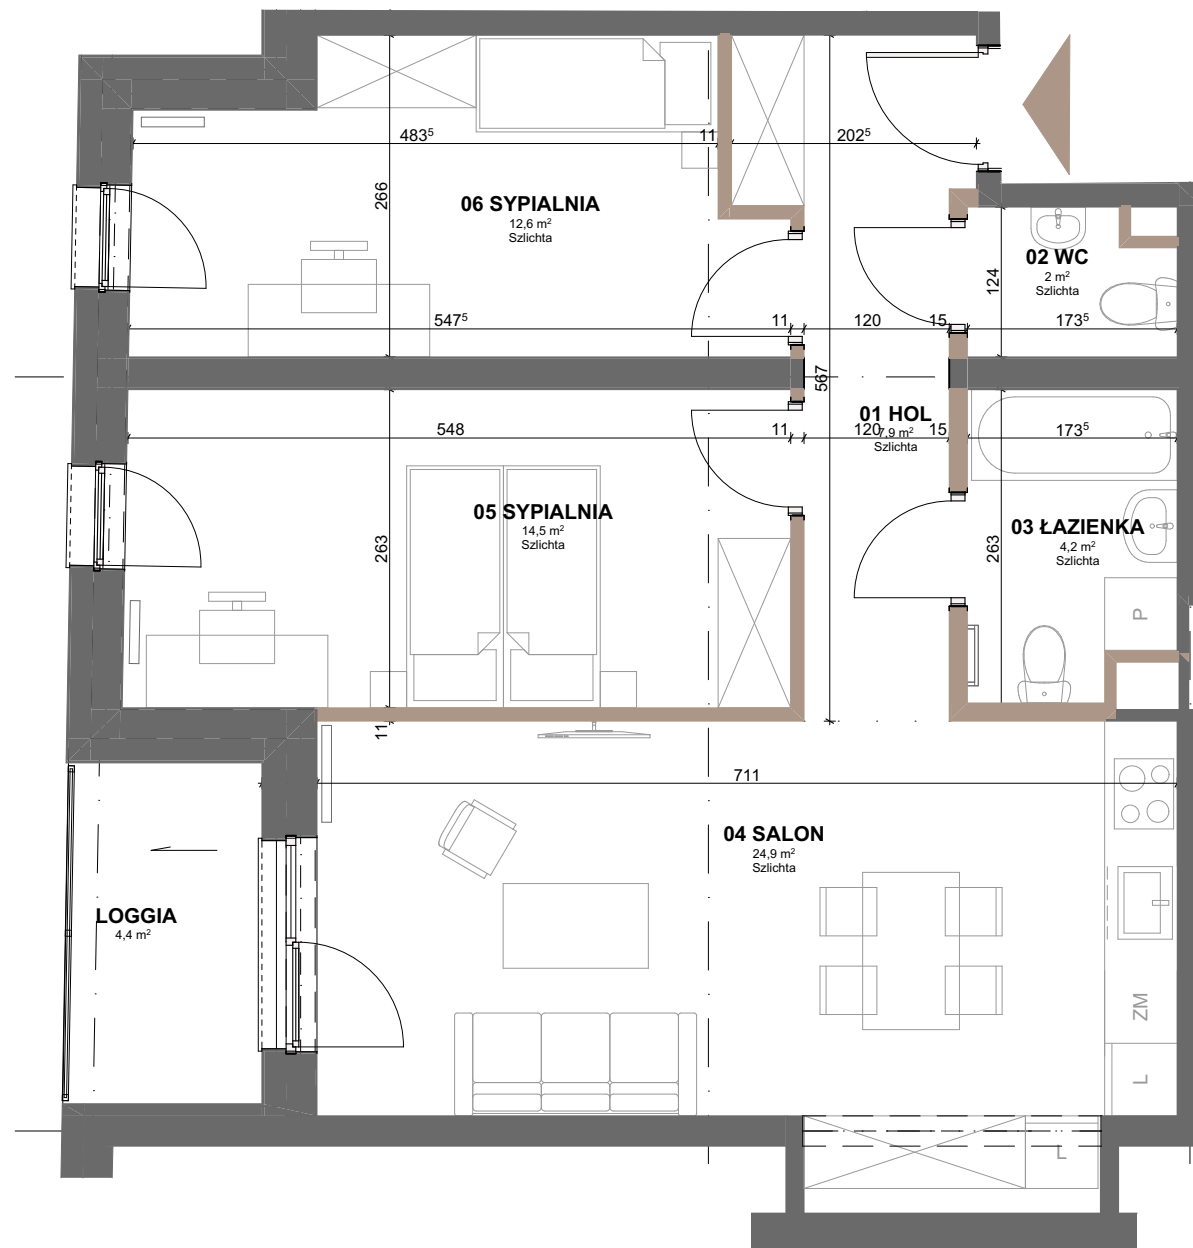 483⁵
11
202⁵
266
06 SYPIALNIA
12,6 m²
Szlichta
02 WC
2 m²
Szlichta
124
547⁵
11
120
15
173⁵
567
01 HOL
7,9 m²
Szlichta
548
11
120
15
173⁵
05 SYPIALNIA
14,5 m²
Szlichta
263
03 ŁAZIENKA
4,2 m²
Szlichta
263
P
11
711
04 SALON
24,9 m²
Szlichta
LOGGIA
4,4 m²
ZM
L
L